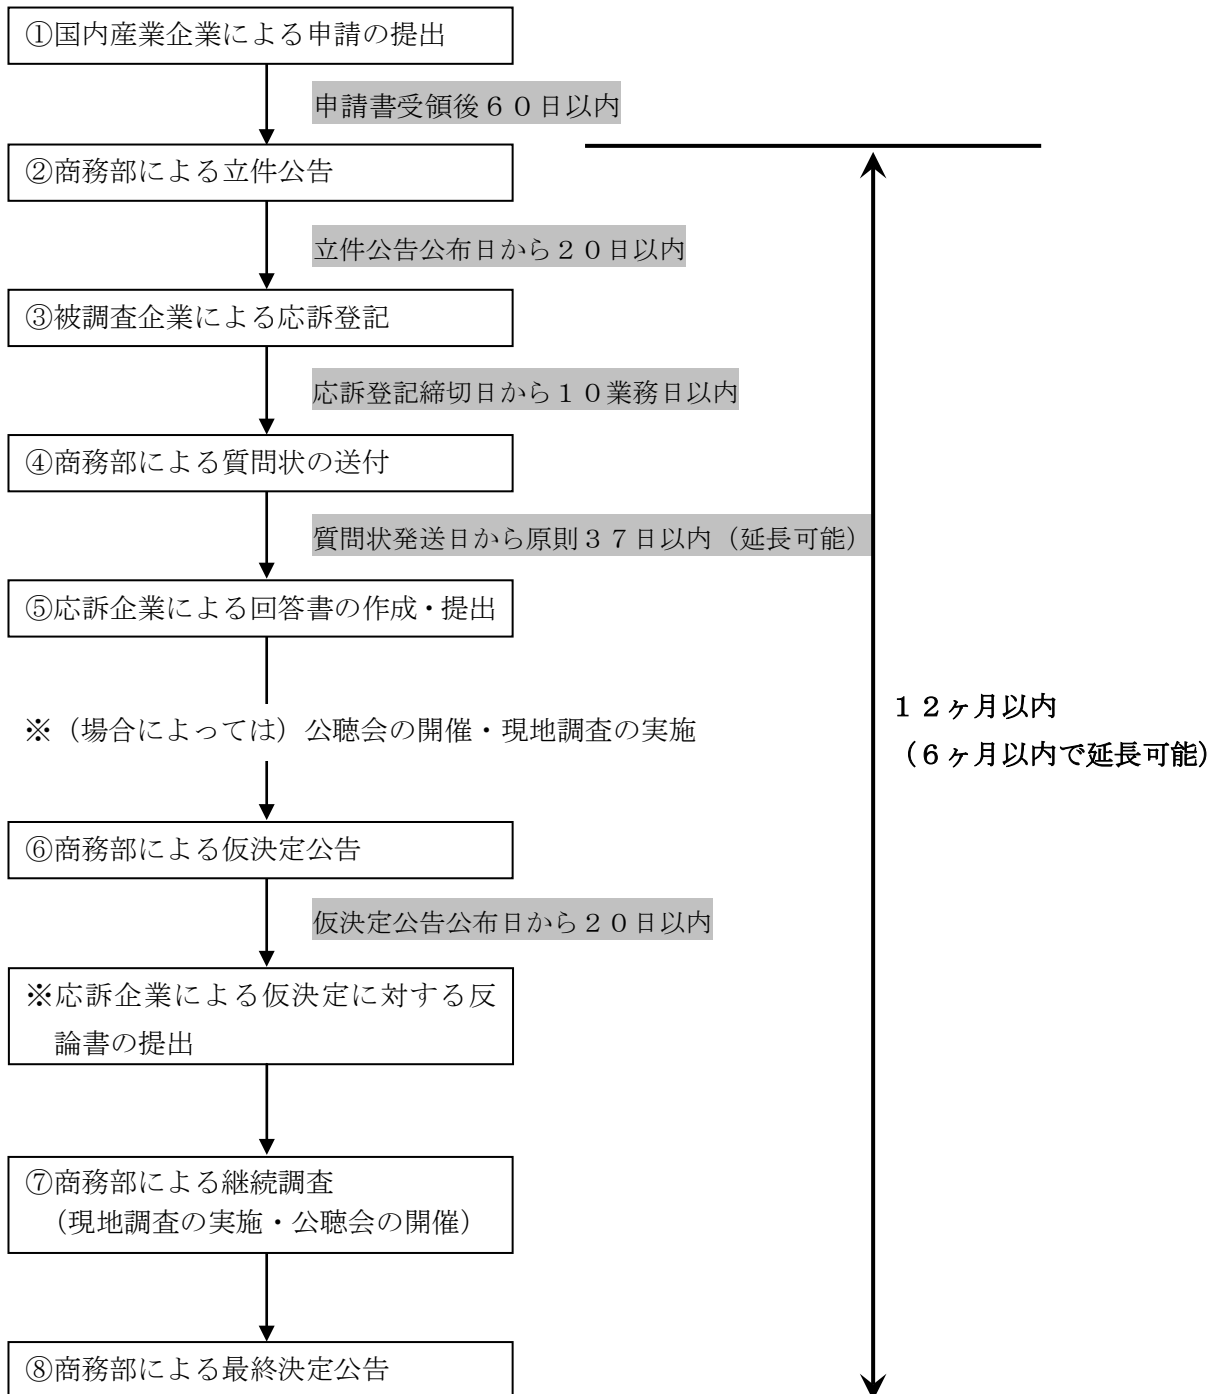 ①国内産業企業による申請の提出
申請書受領後60日以内
②商務部による立件公告
立件公告公布日から20日以内
③被調査企業による応訴登記
応訴登記締切日から10業務日以内
④商務部による質問状の送付
質問状発送日から原則37日以内(延長可能)
⑤応訴企業による回答書の作成・提出
12ヶ月以内
(6ヶ月以内で延長可能)
※(場合によっては)公聴会の開催・現地調査の実施
⑥商務部による仮決定公告
仮決定公告公布日から20日以内
※応訴企業による仮決定に対する反
論書の提出
⑦商務部による継続調査
(現地調査の実施・公聴会の開催)
⑧商務部による最終決定公告